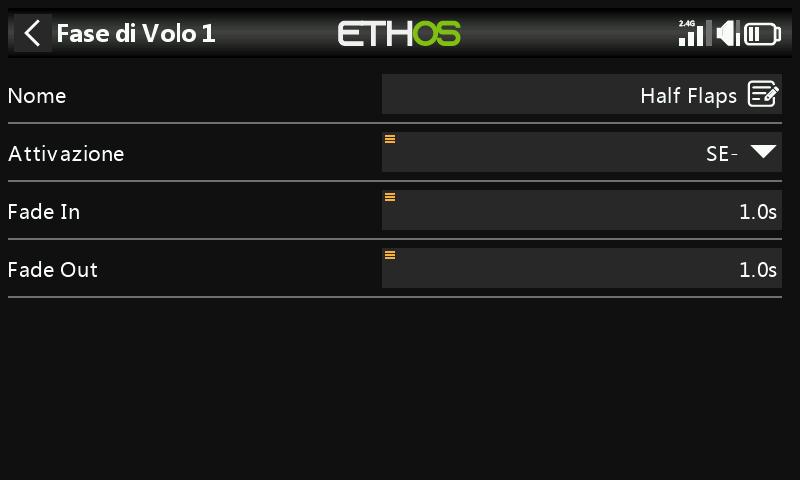 Fase di Volo 1
ETHOS
2.4G
Nome
Half Flaps
Attivazione
SE-
Fade In
1.0s
Fade Out
1.0s